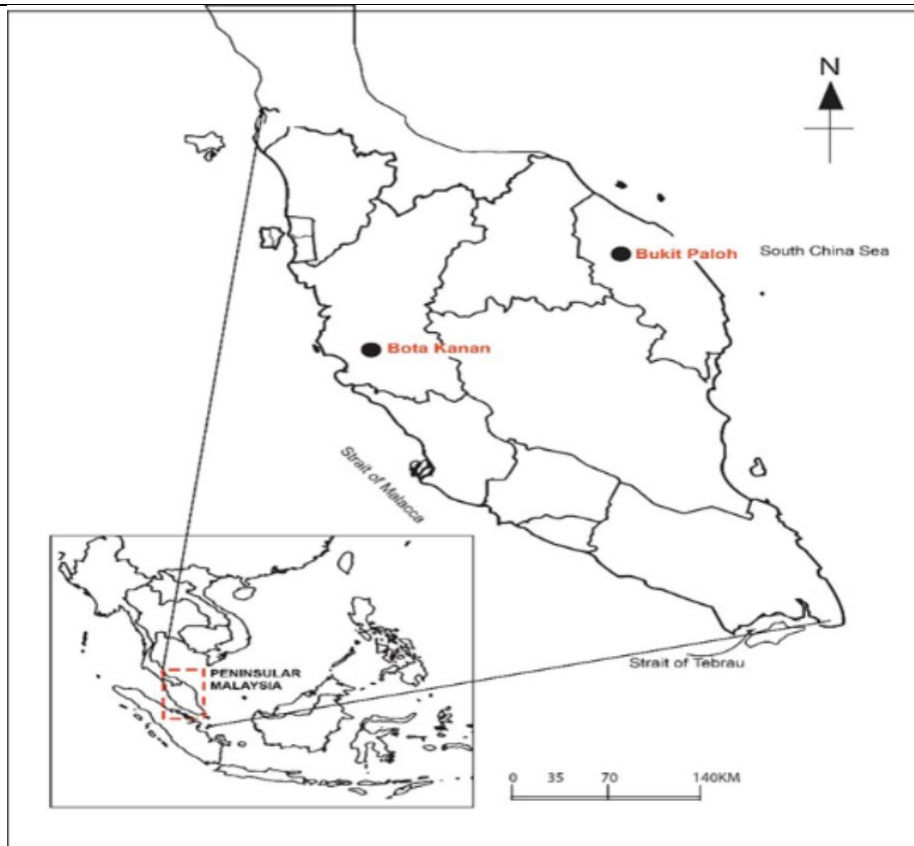 N
Bukit Paloh
South China Sea
Bota Kanan
Strait of Malacca
Strait of Tebrau
PENINSULAR
MALAYSIA
0 35 70 140KM